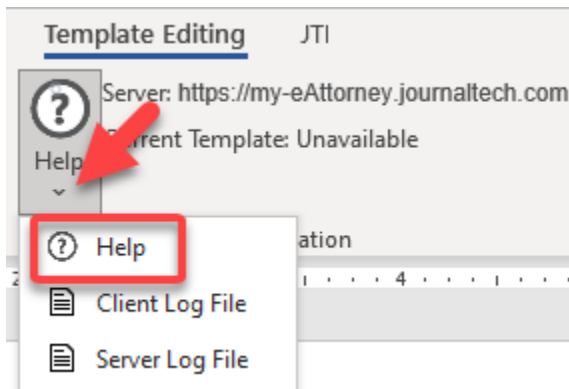 Template Editing JTI
Server: https://my-eAttorney.journaltech.com
Current Template: Unavailable
Help
Help
ation
4
Client Log File
Server Log File